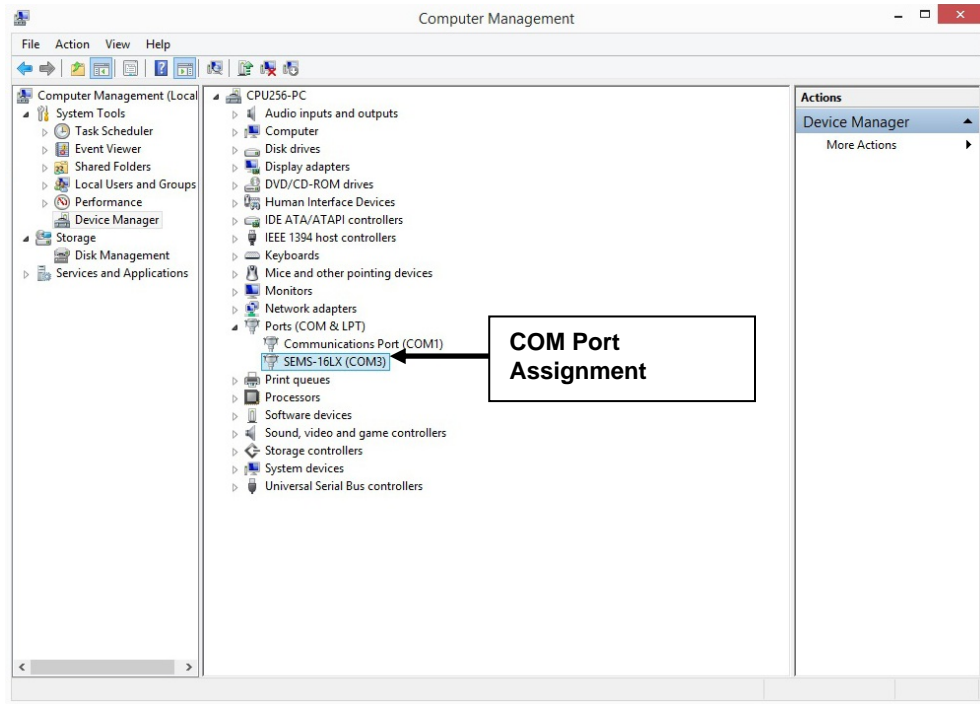 Computer Management
File Action View Help
Computer Management (Local
System Tools
Task Scheduler
Event Viewer
Shared Folders
Local Users and Groups
Performance
Device Manager
Storage
Disk Management
Services and Applications
CPU256-PC
Audio inputs and outputs
Computer
Disk drives
Display adapters
DVD/CD-ROM drives
Human Interface Devices
IDE ATA/ATAPI controllers
IEEE 1394 host controllers
Keyboards
Mice and other pointing devices
Monitors
Network adapters
Ports (COM & LPT)
Communications Port (COM1)
SEMS-16LX (COM3)
Print queues
Processors
Software devices
Sound, video and game controllers
Storage controllers
System devices
Universal Serial Bus controllers
COM Port
Assignment
Actions
Device Manager
More Actions